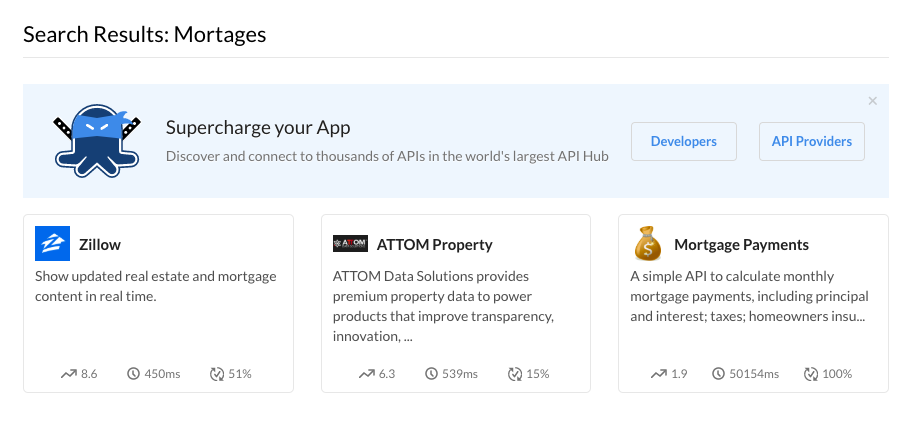 Search Results: Mortages
Supercharge your App
Discover and connect to thousands of APIs in the world's largest API Hub
Developers
API Providers
Zillow
Show updated real estate and mortgage
content in real time.
8.6
450ms
51%
ATTOM
ATTOM Property
ATTOM Data Solutions provides
premium property data to power
products that improve transparency,
innovation, ...
6.3
539ms
15%
Mortgage Payments
A simple API to calculate monthly
mortgage payments, including principal
and interest; taxes; homeowners insu...
1.9
50154ms
100%